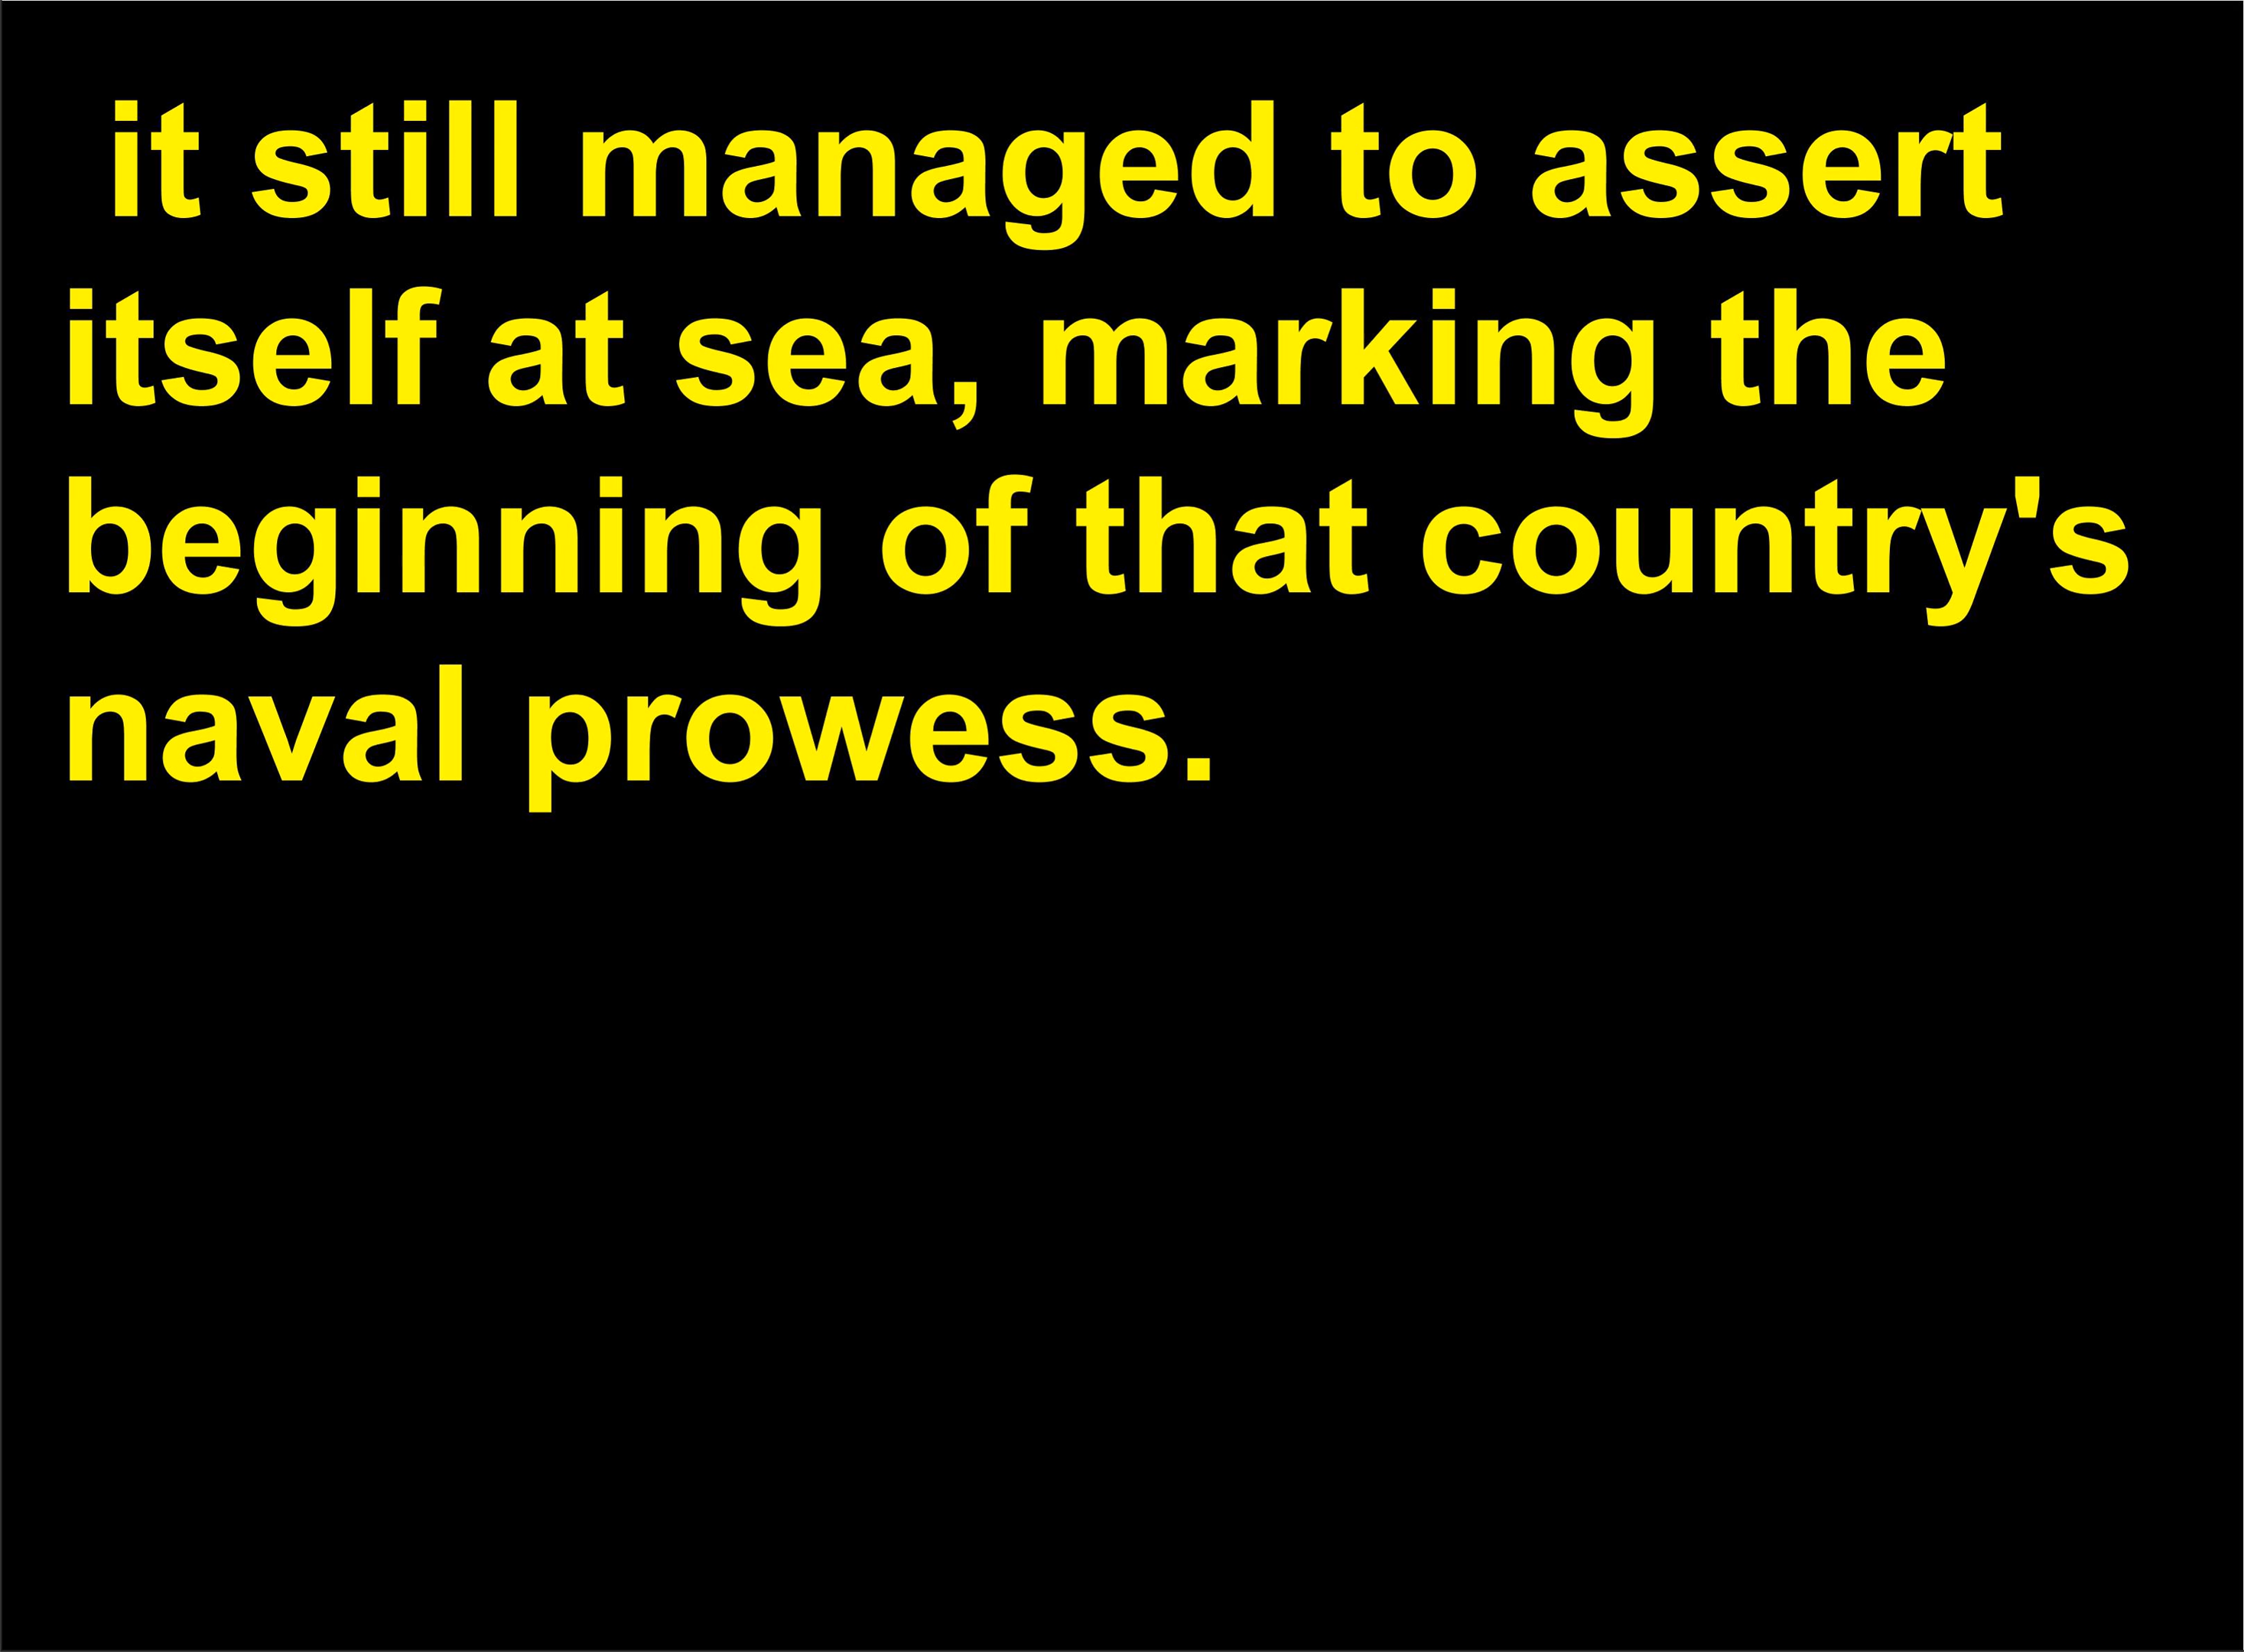 it still managed to assert
itself at sea, marking the
beginning of that country's
naval prowess.